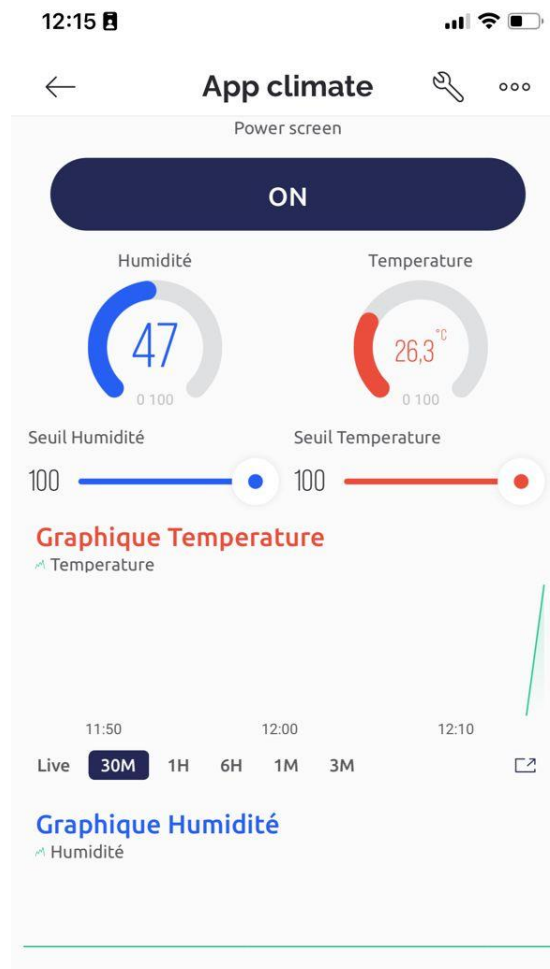 12:15
App climate
Power screen
ON
Humidité Temperature
47 26,3 °C
0 100 0 100
Seuil Humidité Seuil Temperature
100 100
Graphique Temperature
Temperature
11:50 12:00 12:10
Live 30M 1H 6H 1M 3M
Graphique Humidité
Humidité